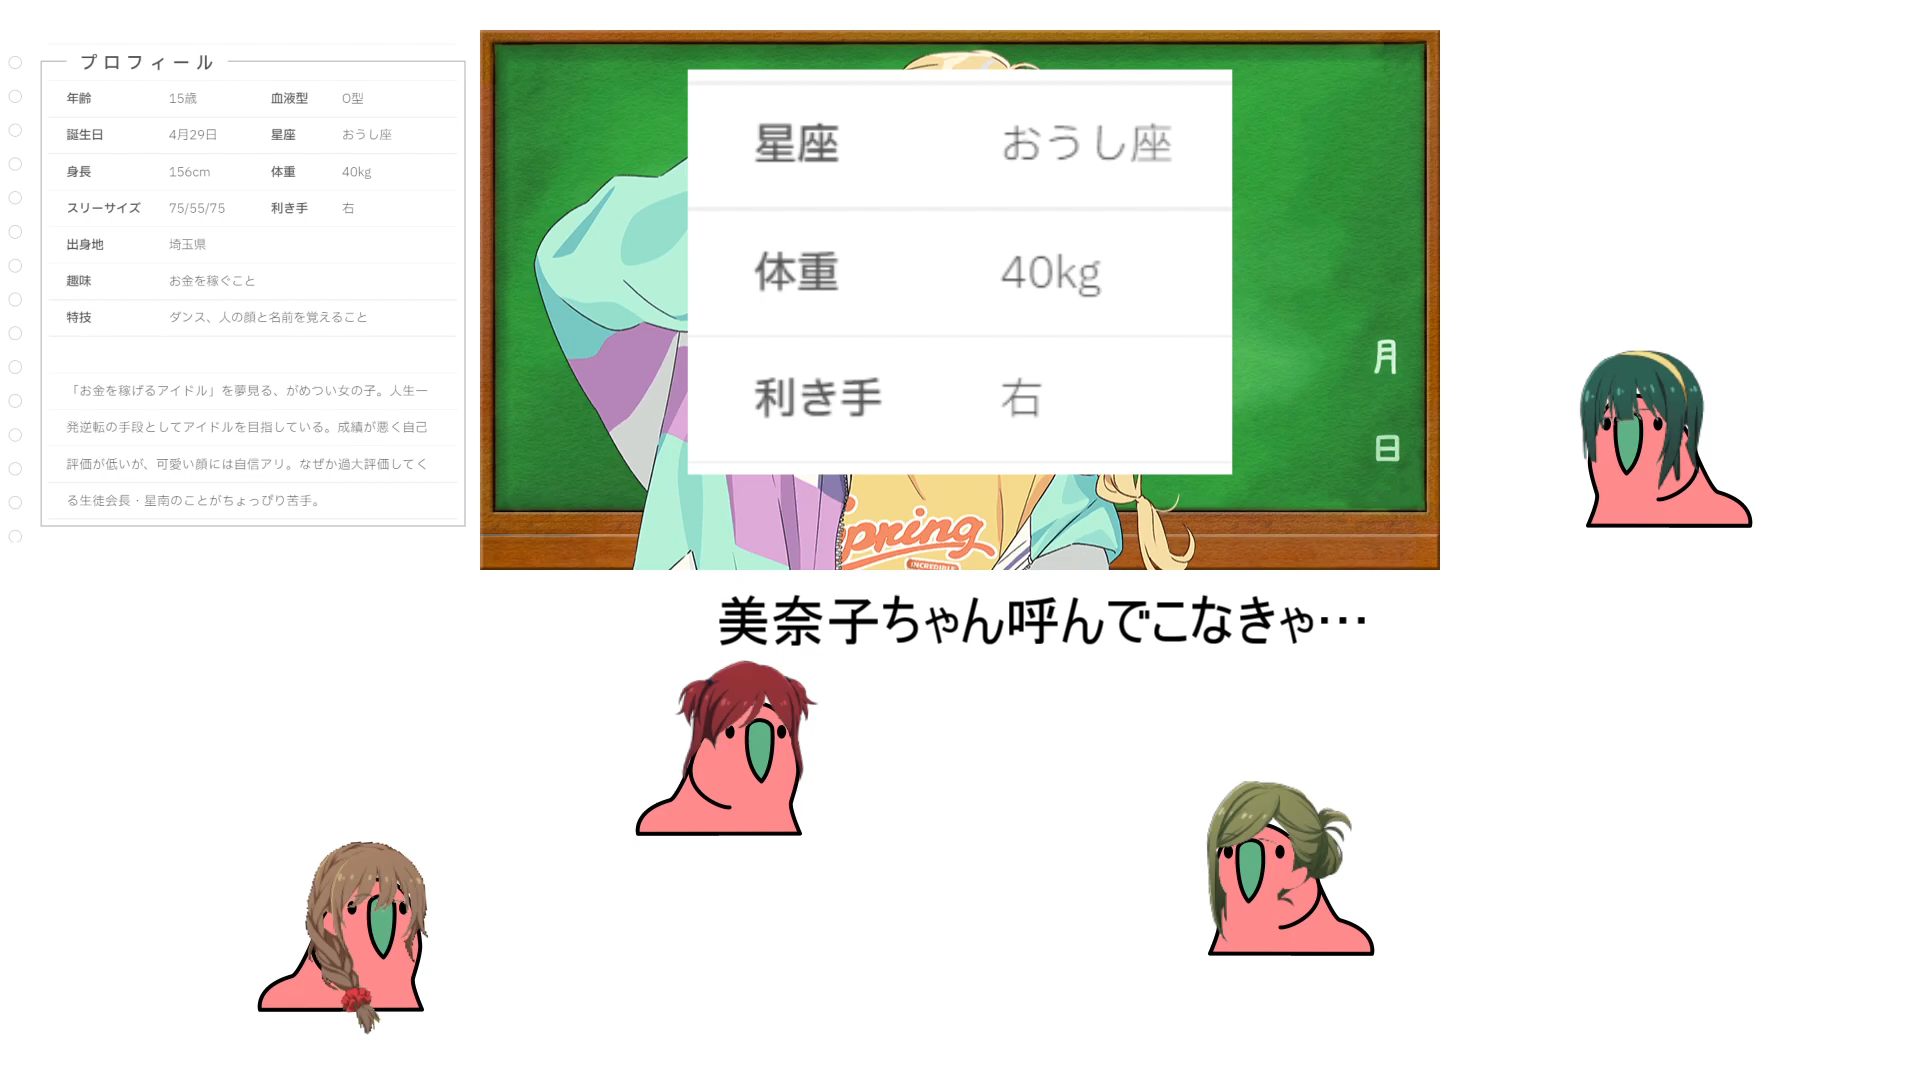 プロフィール
年齢 15歳 血液型 O型
誕生日 4月29日 星座 おうし座
身長 156cm 体重 40kg
スリーサイズ 75/55/75 利き手 右
出身地 埼玉県
趣味 お金を稼ぐこと
特技 ダンス、人の顔と名前を覚えること
「お金を稼げるアイドル」を夢見る、がめつい女の子。人生一
発逆転の手段としてアイドルを目指している。成績が悪く自己
評価が低いが、可愛い顔には自信アリ。なぜか過大評価してく
る生徒会長・星南のことがちょっぴり苦手。
星座 おうし座
体重 40kg
利き手 右
月
日
Spring
INCREDIBLE
美奈子ちゃん呼んでこなきゃ…